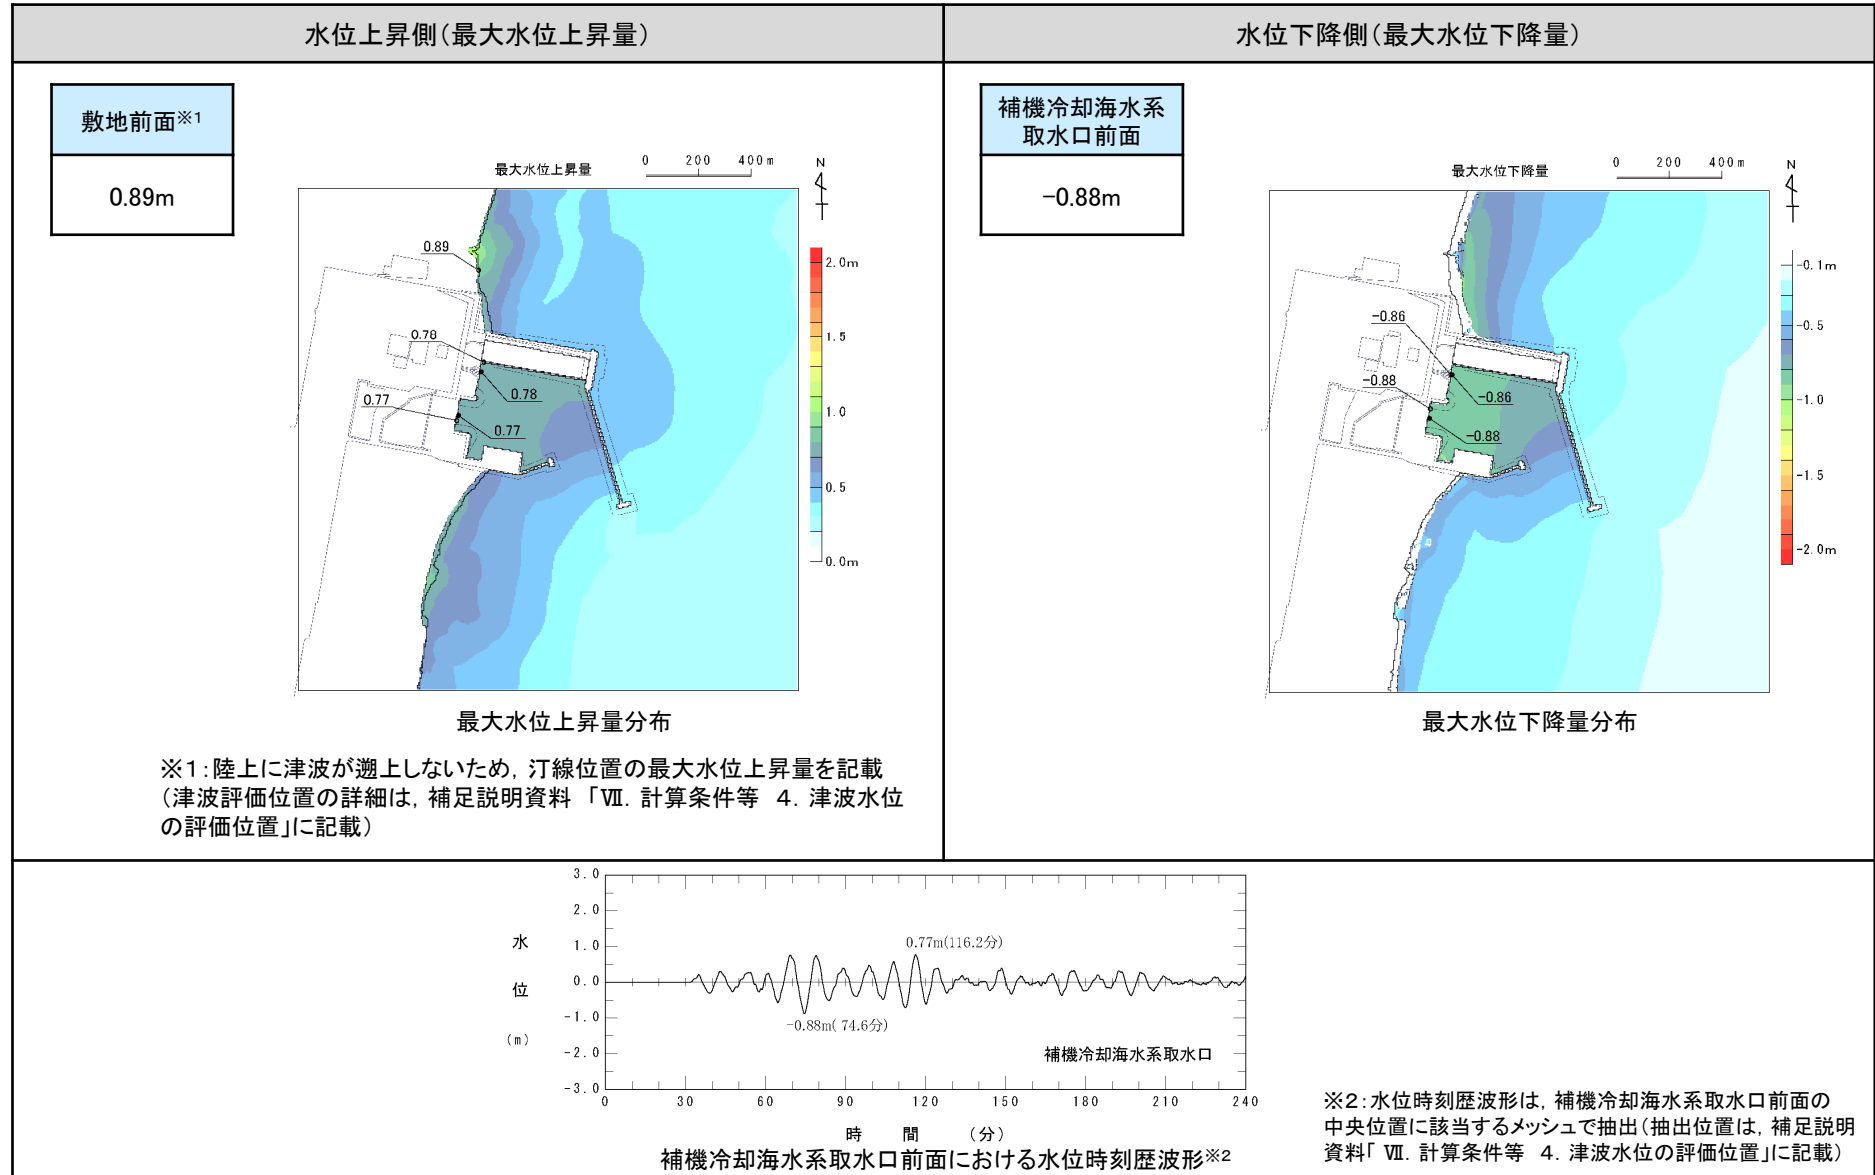 水位上昇側(最大水位上昇量)
水位下降側(最大水位下降量)
敷地前面※1
0.89m
最大水位上昇量
0 200 400m
N
0.89
0.78
0.78
0.77
0.77
2.0m
1.5
1.0
0.5
0.0m
最大水位上昇量分布
※1:陸上に津波が遡上しないため,汀線位置の最大水位上昇量を記載
(津波評価位置の詳細は,補足説明資料 「Ⅶ.計算条件等 4.津波水位
の評価位置」に記載)
補機冷却海水系
取水口前面
-0.88m
最大水位下降量
0 200 400m
N
-0.86
-0.88
-0.86
-0.88
-0.1m
-0.5
-1.0
-1.5
-2.0m
最大水位下降量分布
3.0
2.0
1.0
0.0
-1.0
-2.0
-3.0
水位(m)
0.77m(116.2分)
-0.88m( 74.6分)
補機冷却海水系取水口
0 30 60 90 120 150 180 210 240
時 間 (分)
補機冷却海水系取水口前面における水位時刻歴波形※2
※2:水位時刻歴波形は,補機冷却海水系取水口前面の
中央位置に該当するメッシュで抽出(抽出位置は,補足説明
資料「Ⅶ.計算条件等 4.津波水位の評価位置」に記載)